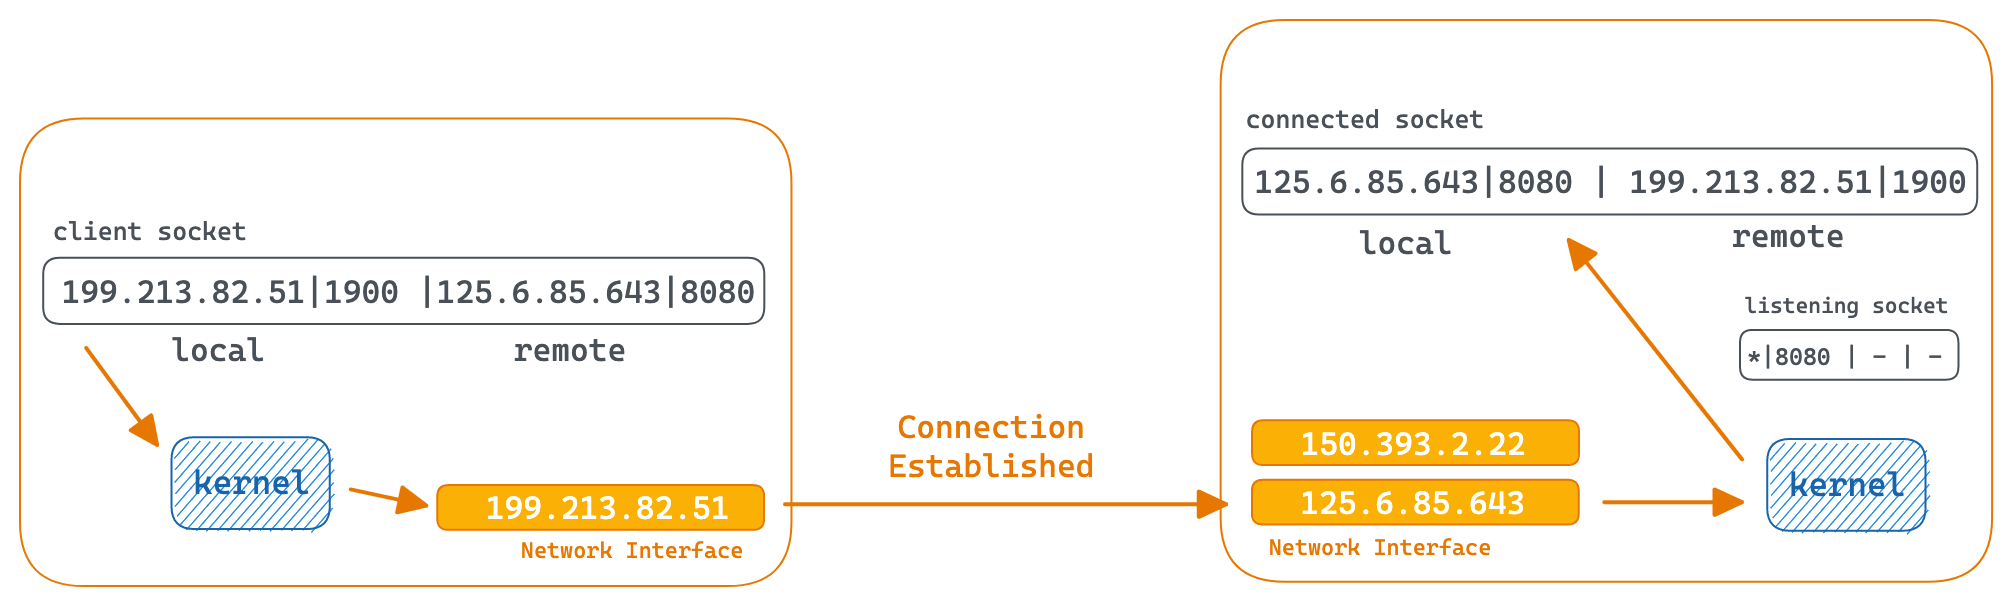 client socket
199.213.82.51|1900 |125.6.85.643|8080
local remote
kernel
199.213.82.51
Network Interface
Connection
Established
connected socket
125.6.85.643|8080 | 199.213.82.51|1900
local remote
listening socket
*|8080 | - | -
150.393.2.22
125.6.85.643
Network Interface
kernel